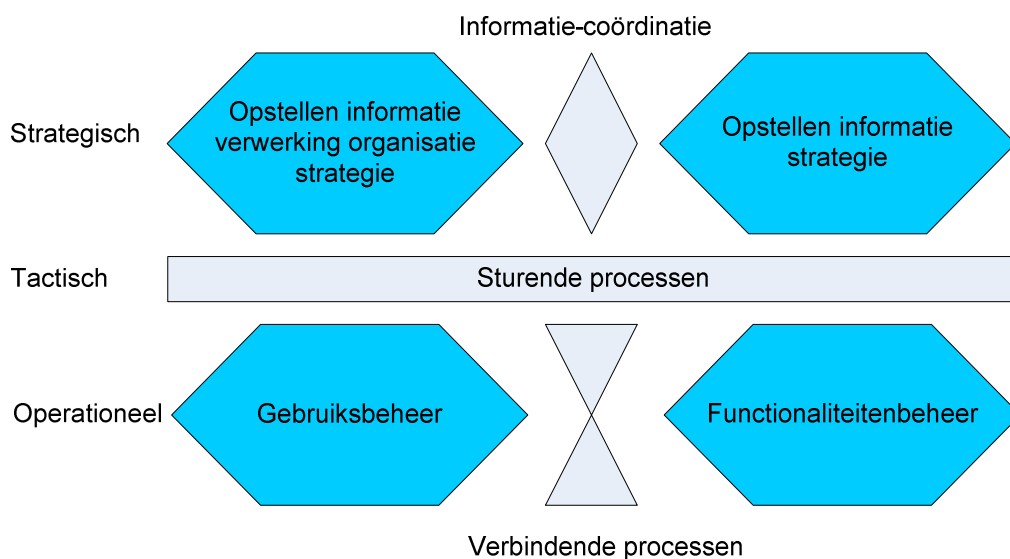 Informatie-coördinatie
Strategisch
Opstellen informatie
verwerking organisatie
strategie
Opstellen informatie
strategie
Tactisch
Sturende processen
Operationeel
Gebruiksbeheer
Functionaliteitenbeheer
Verbindende processen